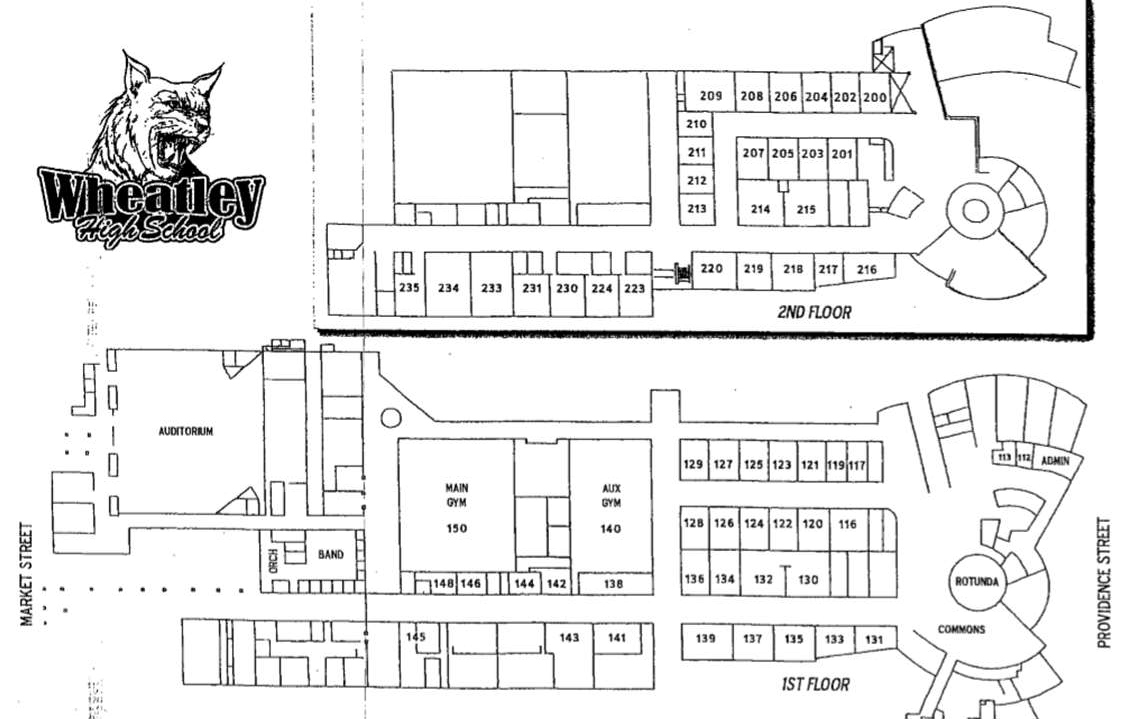 Wheatley
High School
209 208 206 204 202 200
210
211
212
213
207 205 203 201
214 215
220 219 218 217 216
235 234 233 231 230 224 223
2ND FLOOR
AUDITORIUM
MAIN
GYM
150
AUX
GYM
140
129 127 125 123 121 119 117
113 112 ADMIN
128 126 124 122 120 116
ORCH
BAND
148 146 144 142 138
136 134 132 130
ROTUNDA
COMMONS
145 143 141
139 137 135 133 131
1ST FLOOR
MARKET STREET
PROVIDENCE STREET